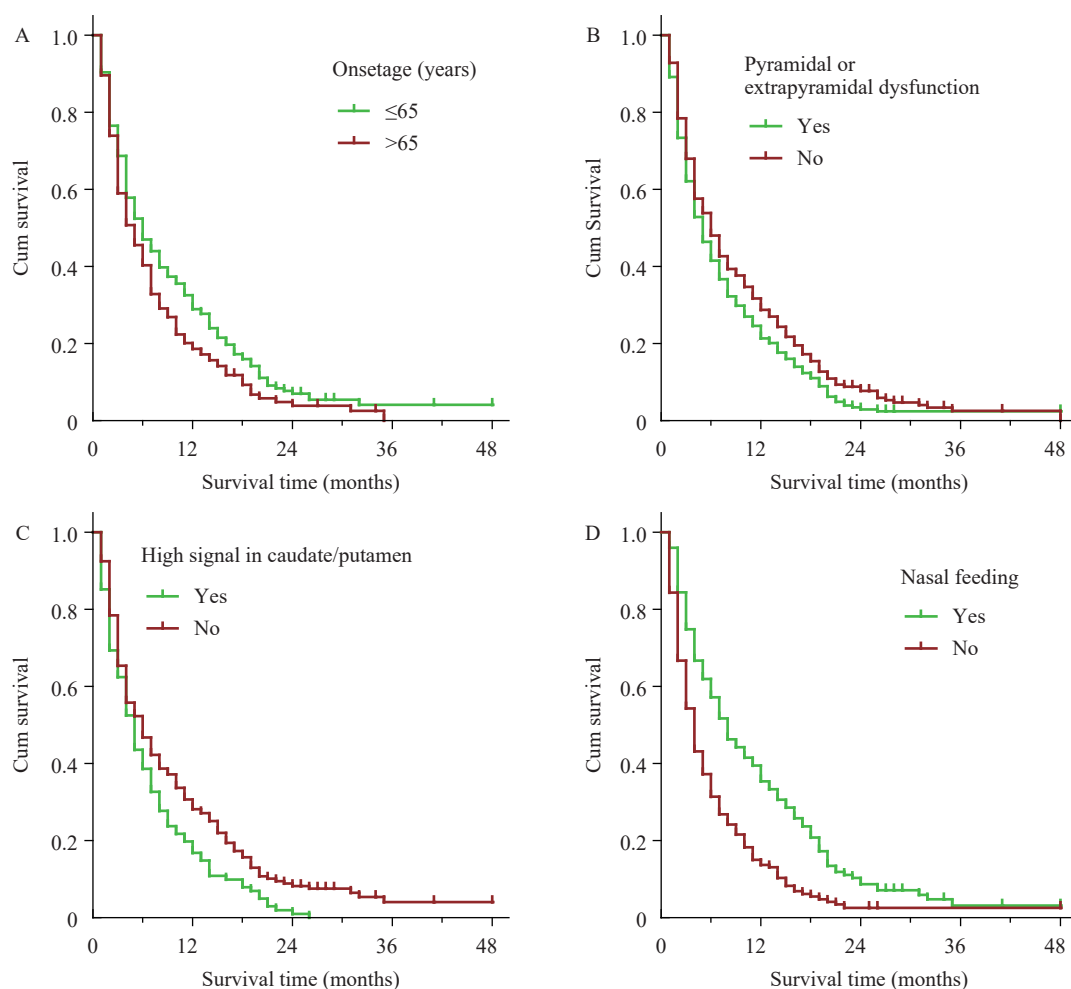 A
1.0
0.8
0.6
0.4
0.2
0
Cum survival
Onsetage (years)
≤65
>65
0 12 24 36 48
Survival time (months)
B
1.0
0.8
0.6
0.4
0.2
0
Cum Survival
Pyramidal or
extrapyramidal dysfunction
Yes
No
0 12 24 36 48
Survival time (months)
C
1.0
0.8
0.6
0.4
0.2
0
Cum survival
High signal in caudate/putamen
Yes
No
0 12 24 36 48
Survival time (months)
D
1.0
0.8
0.6
0.4
0.2
0
Cum survival
Nasal feeding
Yes
No
0 12 24 36 48
Survival time (months)